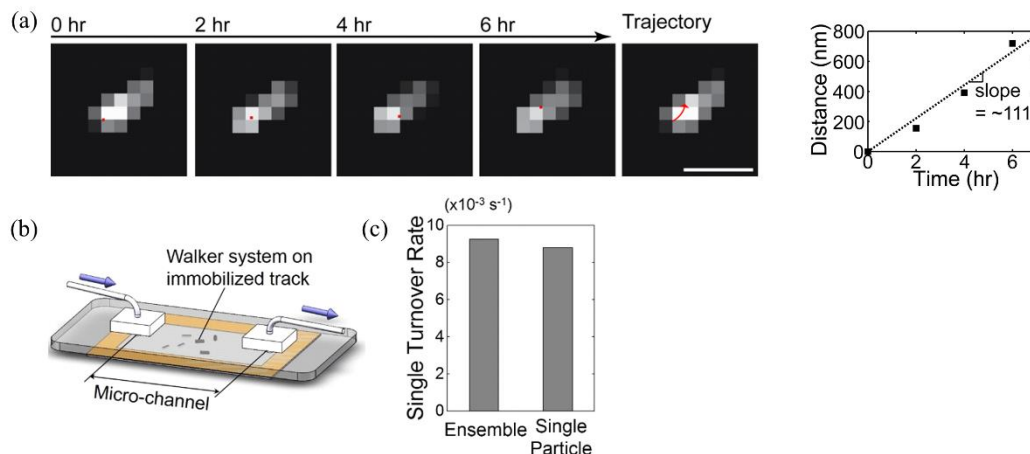 (a)
0 hr
2 hr
4 hr
6 hr
Trajectory
Distance (nm)
800
600
400
200
0
0
2
4
6
Time (hr)
slope
= ~111
(b)
Walker system on
immobilized track
Micro-channel
(c)
(x10⁻³ s⁻¹)
Single Turnover Rate
10
8
6
4
2
0
Ensemble
Single
Particle